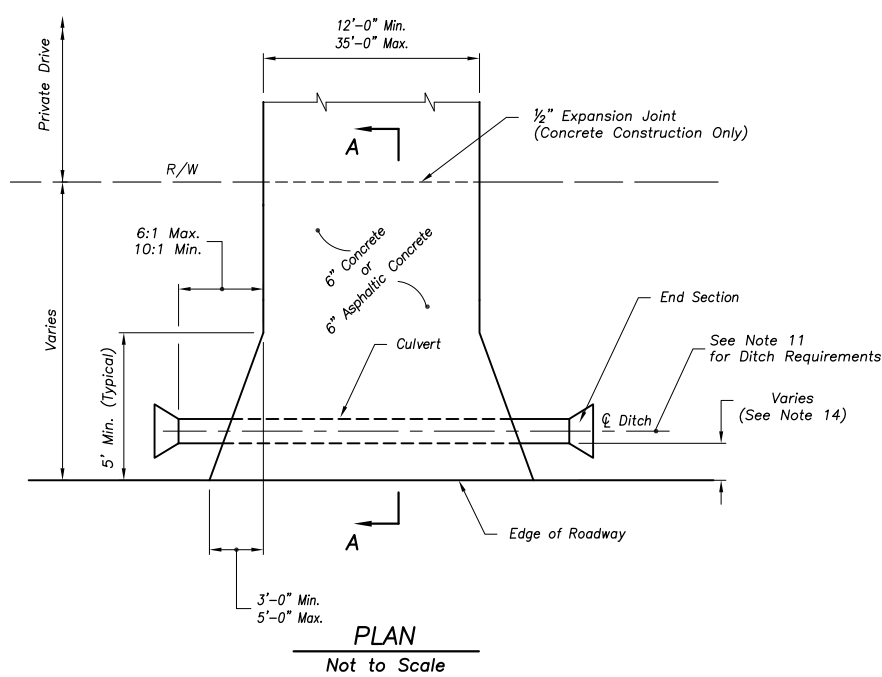 12'-0" Min.
35'-0" Max.
Private Drive
½" Expansion Joint
(Concrete Construction Only)
A
R/W
6:1 Max.
10:1 Min.
6" Concrete
or
6" Asphaltic Concrete
End Section
Varies
Culvert
See Note 11
for Ditch Requirements
5' Min. (Typical)
Varies
(See Note 14)
℄ Ditch
A
Edge of Roadway
3'-0" Min.
5'-0" Max.
PLAN
Not to Scale